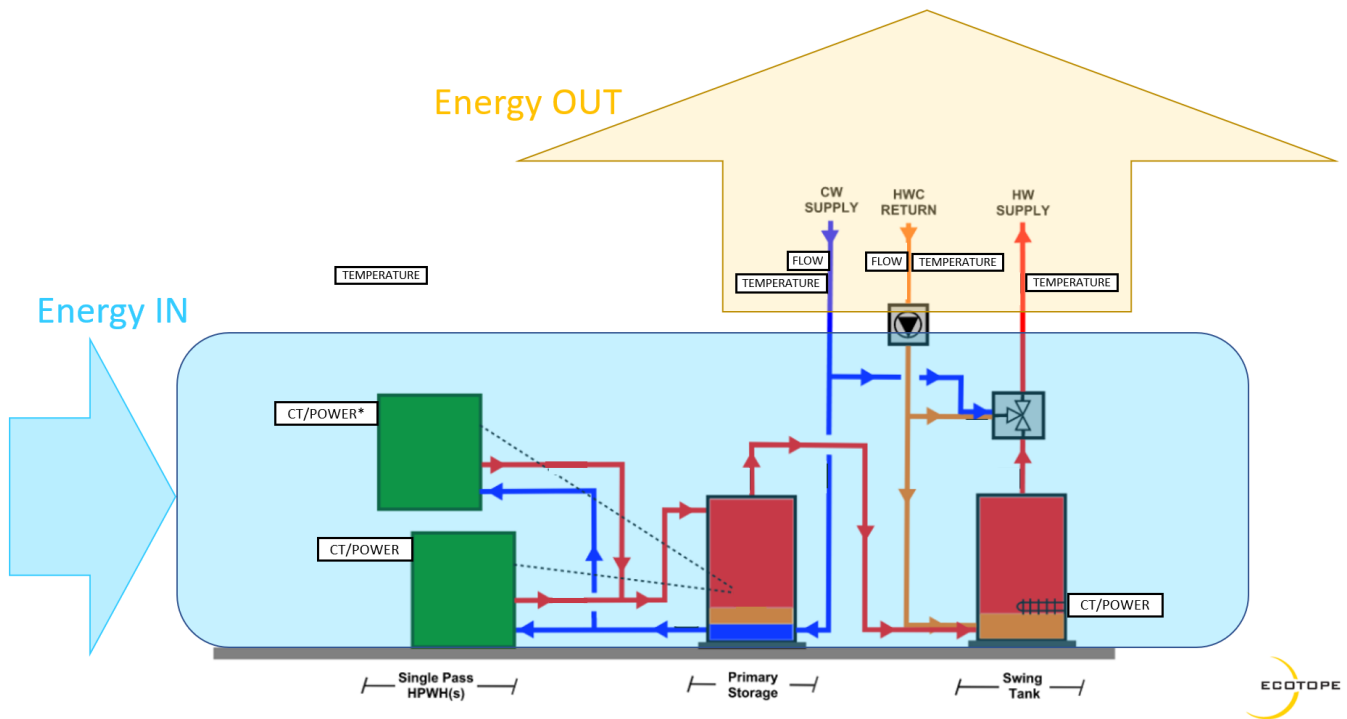 Energy OUT
CW
SUPPLY
HWC
RETURN
HW
SUPPLY
FLOW
FLOW
TEMPERATURE
TEMPERATURE
TEMPERATURE
TEMPERATURE
Energy IN
CT/POWER*
CT/POWER
CT/POWER
Single Pass
HPWH(s)
Primary
Storage
Swing
Tank
ECOTOPE